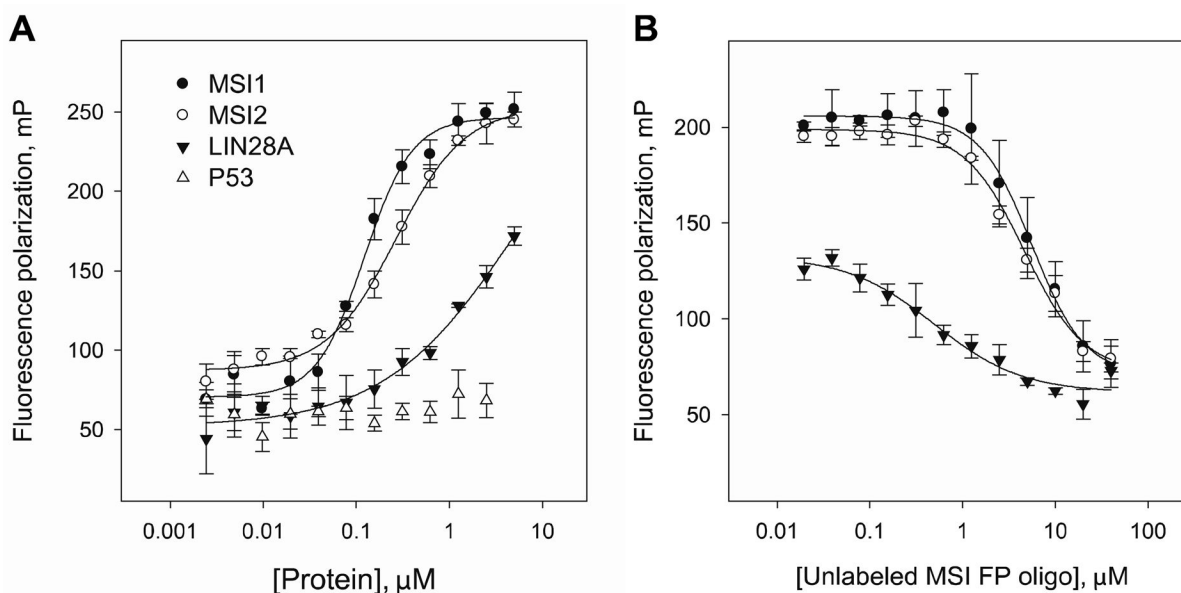 A
MSI1
MSI2
LIN28A
P53
Fluorescence polarization, mP
250
200
150
100
50
0.001
0.01
0.1
1
10
[Protein], µM
B
Fluorescence polarization, mP
200
150
100
50
0.01
0.1
1
10
100
[Unlabeled MSI FP oligo], µM